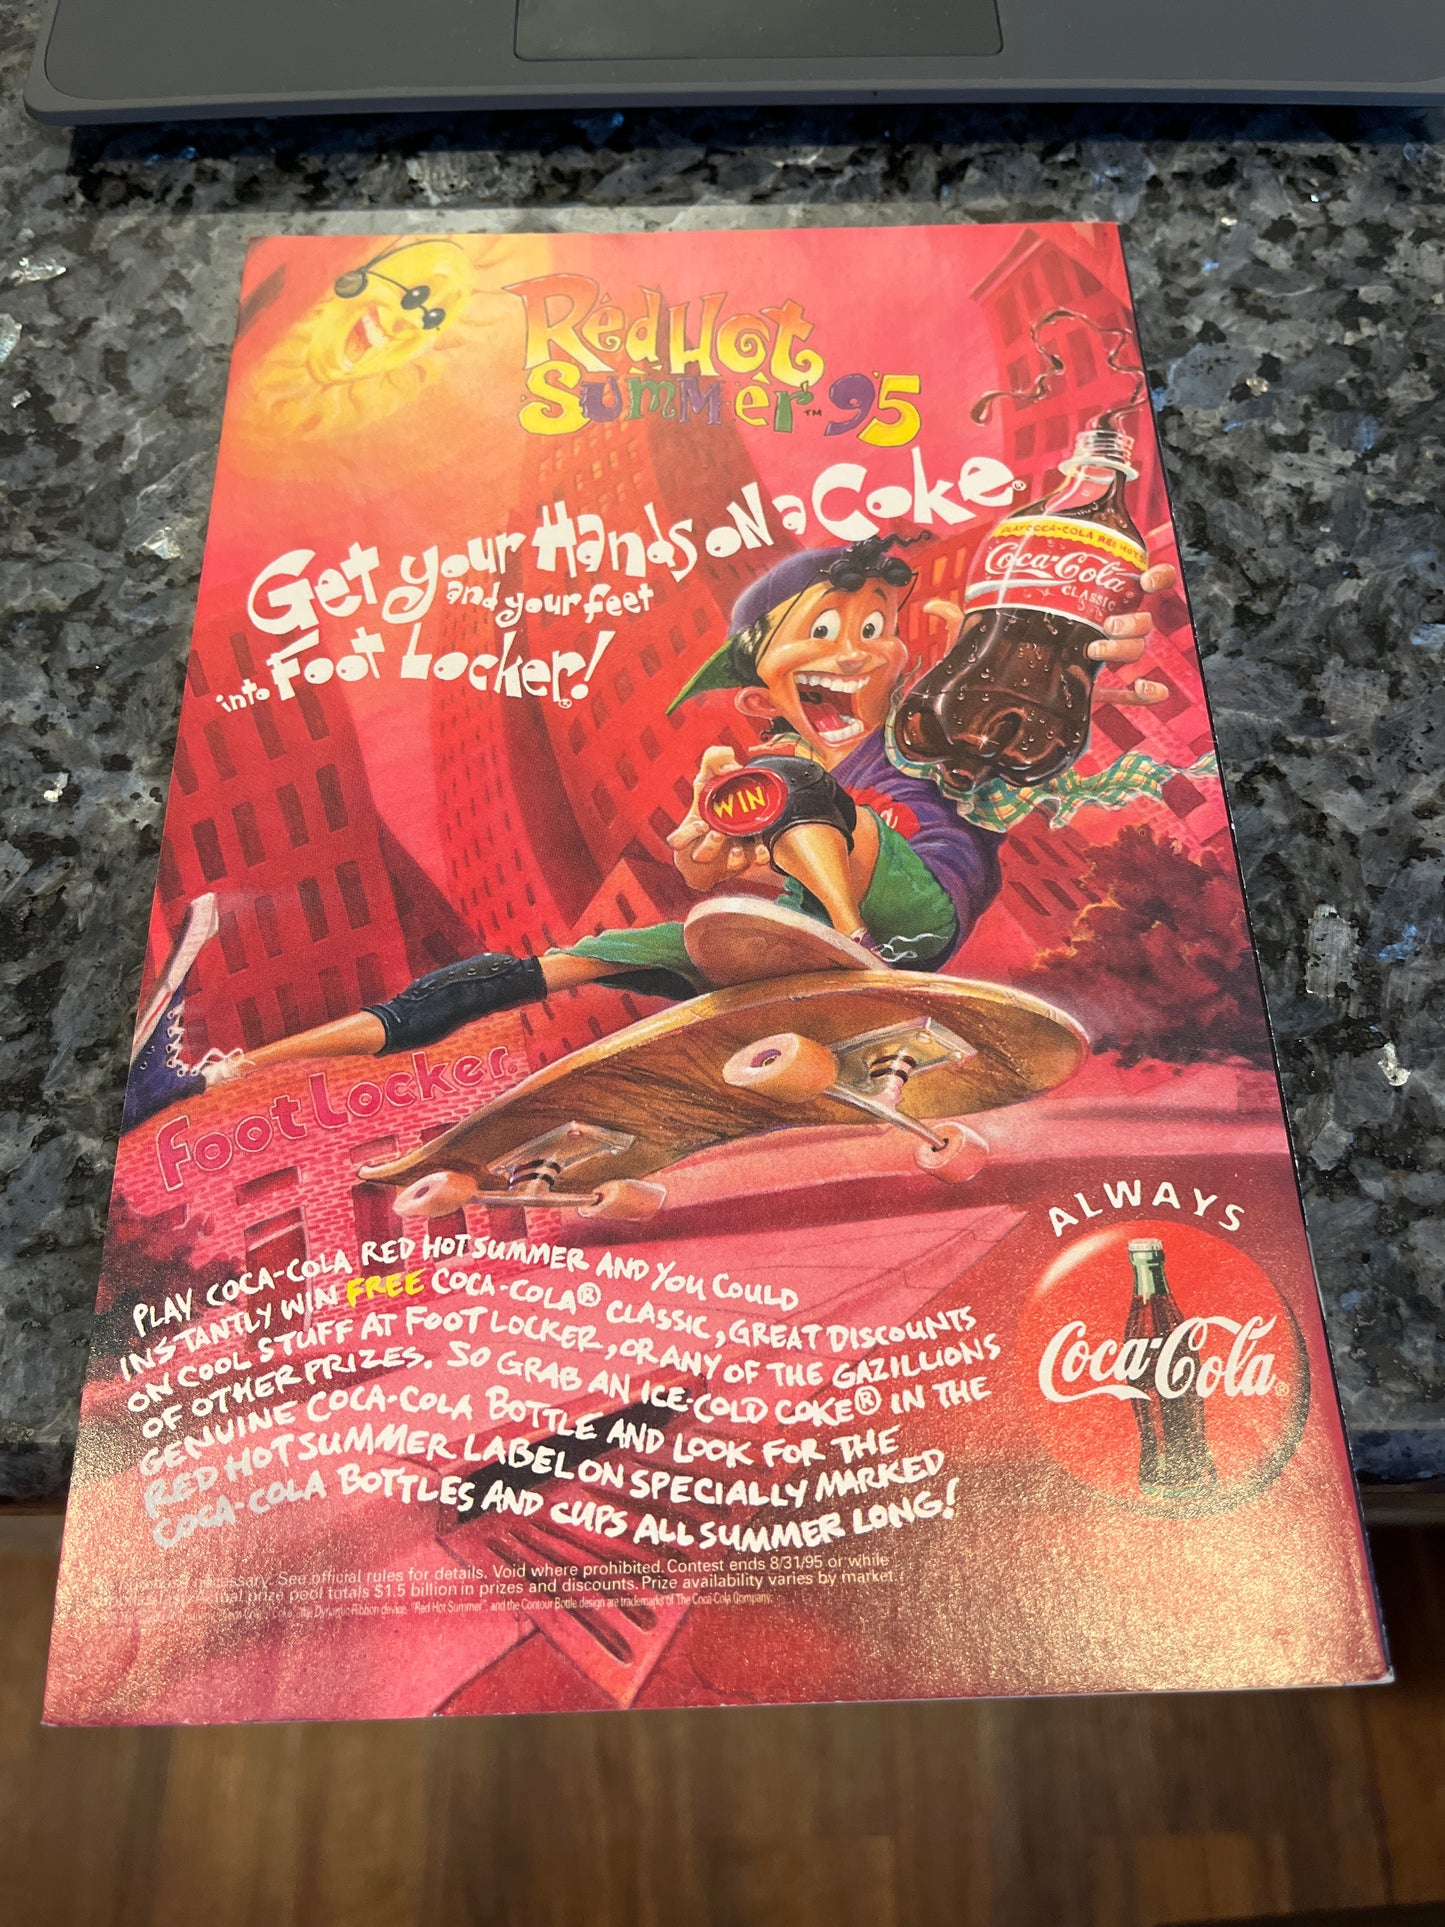 Red Hot
Summer™ 95
Get your Hands on a Coke®
and your feet
into Foot Locker®!
PLAY COCA-COLA RED HOT
Coca-Cola®
CLASSIC
WIN
Foot Locker®
PLAY COCA-COLA RED HOT SUMMER AND YOU COULD
INSTANTLY WIN FREE COCA-COLA® CLASSIC, GREAT DISCOUNTS
ON COOL STUFF AT FOOT LOCKER, OR ANY OF THE GAZILLIONS
OF OTHER PRIZES. SO GRAB AN ICE-COLD COKE® IN THE
GENUINE COCA-COLA BOTTLE AND LOOK FOR THE
RED HOT SUMMER LABEL ON SPECIALLY MARKED
COCA-COLA BOTTLES AND CUPS ALL SUMMER LONG!
ALWAYS
Coca-Cola®
necessary. See official rules for details. Void where prohibited. Contest ends 8/31/95 or while
prize pool totals $1.5 billion in prizes and discounts. Prize availability varies by market.
the Dynamic Ribbon device, "Red Hot Summer", and the Contour Bottle design are trademarks of The Coca-Cola Company.